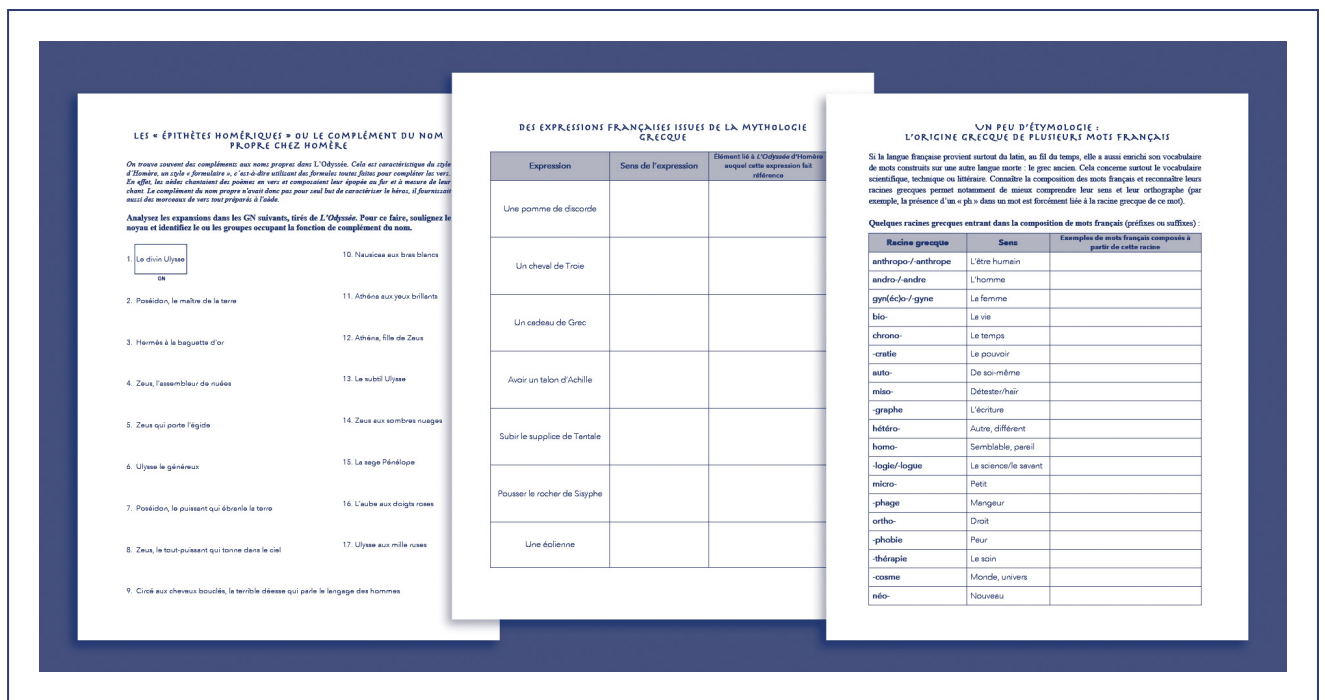 LES « ÉPITHÈTES HOMÉRIQUES » OU LE COMPLÉMENT DU NOM
PROPRE CHEZ HOMÈRE
On trouve souvent des compléments aux noms propres dans L'Odyssée. Cela est caractéristique du style
d'Homère, un style « formulaire », c'est-à-dire utilisant des formules toutes faites pour compléter les vers.
En effet, les aèdes chantaient des poèmes en vers et composaient leur épopée au fur et à mesure de leur
chant. Le complément du nom propre n'avait donc pas pour seul but de caractériser le héros, il fournissait
aussi des morceaux de vers tout préparés à l'aède.
Analysez les expansions dans les GN suivants, tirés de L'Odyssée. Pour ce faire, soulignez le
noyau et identifiez le ou les groupes occupant la fonction de complément du nom.
1. Le divin Ulysse
GN
2. Poséidon, le maître de la terre
3. Hermès à la baguette d'or
4. Zeus, l'assembleur de nuées
5. Zeus qui porte l'égide
6. Ulysse le généreux
7. Poséidon, le puissant qui ébranle la terre
8. Zeus, le tout-puissant qui tonne dans le ciel
9. Circé aux cheveux bouclés, la terrible déesse qui parle le langage des hommes
10. Nausicaa aux bras blancs
11. Athéna aux yeux brillants
12. Athéna, fille de Zeus
13. Le subtil Ulysse
14. Zeus aux sombres nuages
15. La sage Pénélope
16. L'aube aux doigts roses
17. Ulysse aux mille ruses
DES EXPRESSIONS FRANÇAISES ISSUES DE LA MYTHOLOGIE
GRECQUE
Expression Sens de l'expression Élément lié à L'Odyssée d'Homère
auquel cette expression fait
référence
Une pomme de discorde
Un cheval de Troie
Un cadeau de Grec
Avoir un talon d'Achille
Subir le supplice de Tantale
Pousser le rocher de Sisyphe
Une éolienne
UN PEU D'ÉTYMOLOGIE :
L'ORIGINE GRECQUE DE PLUSIEURS MOTS FRANÇAIS
Si la langue française provient surtout du latin, au fil du temps, elle a aussi enrichi son vocabulaire
de mots construits sur une autre langue morte : le grec ancien. Cela concerne surtout le vocabulaire
scientifique, technique ou littéraire. Connaître la composition des mots français et reconnaître leurs
racines grecques permet notamment de mieux comprendre leur sens et leur orthographe (par
exemple, la présence d'un « ph » dans un mot est forcément liée à la racine grecque de ce mot).
Quelques racines grecques entrant dans la composition de mots français (préfixes ou suffixes) :
Racine grecque Sens Exemples de mots français composés à
partir de cette racine
anthropo-/-anthrope L'être humain
andro-/-andre L'homme
gyn(éc)o-/-gyne La femme
bio- La vie
chrono- Le temps
-cratie Le pouvoir
auto- De soi-même
miso- Détester/haïr
-graphe L'écriture
hétéro- Autre, différent
homo- Semblable, pareil
-logie/-logue La science/le savant
micro- Petit
-phage Mangeur
ortho- Droit
-phobie Peur
-thérapie Le soin
-cosme Monde, univers
néo- Nouveau